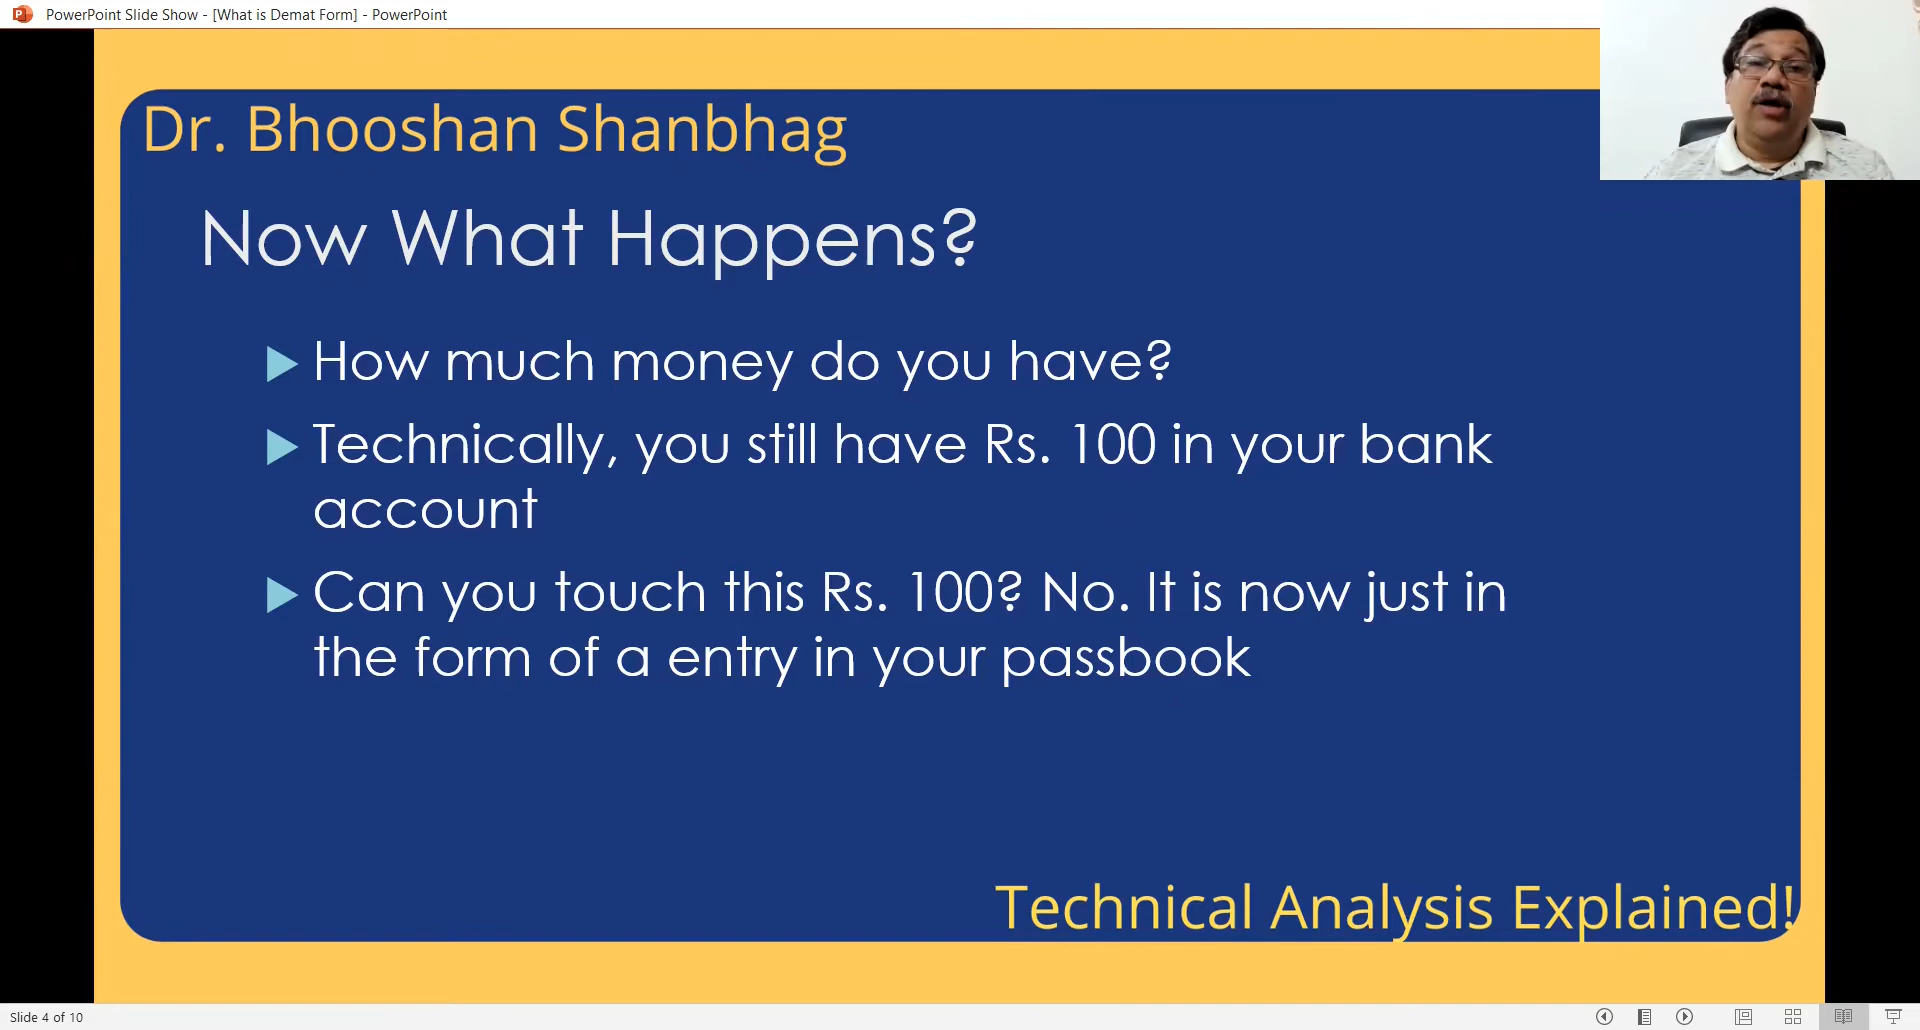 PowerPoint Slide Show - [What is Demat Form] - PowerPoint
Dr. Bhooshan Shanbhag
Now What Happens?
How much money do you have?
Technically, you still have Rs. 100 in your bank
account
Can you touch this Rs. 100? No. It is now just in
the form of a entry in your passbook
Technical Analysis Explained!
Slide 4 of 10